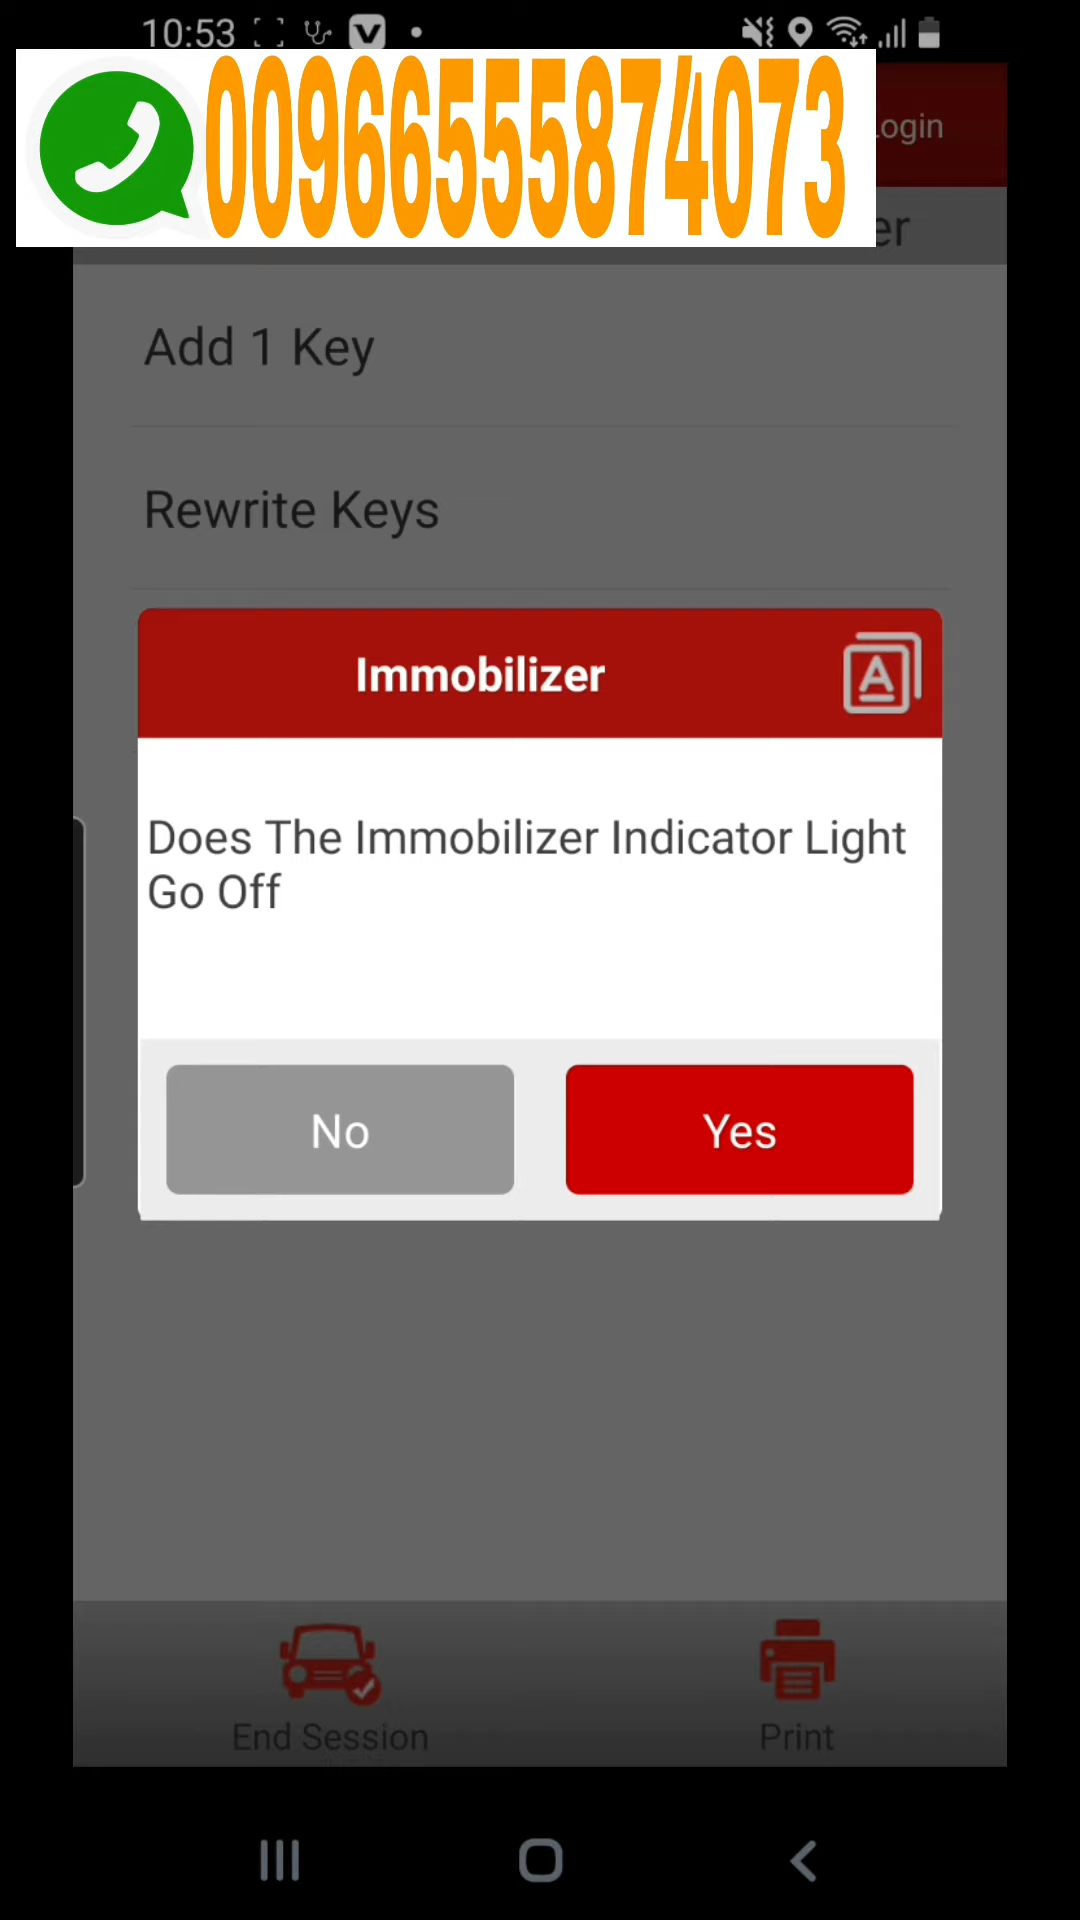 10:53
00966555874073
Login
er
Add 1 Key
Rewrite Keys
Immobilizer
A
Does The Immobilizer Indicator Light
Go Off
No
Yes
End Session
Print